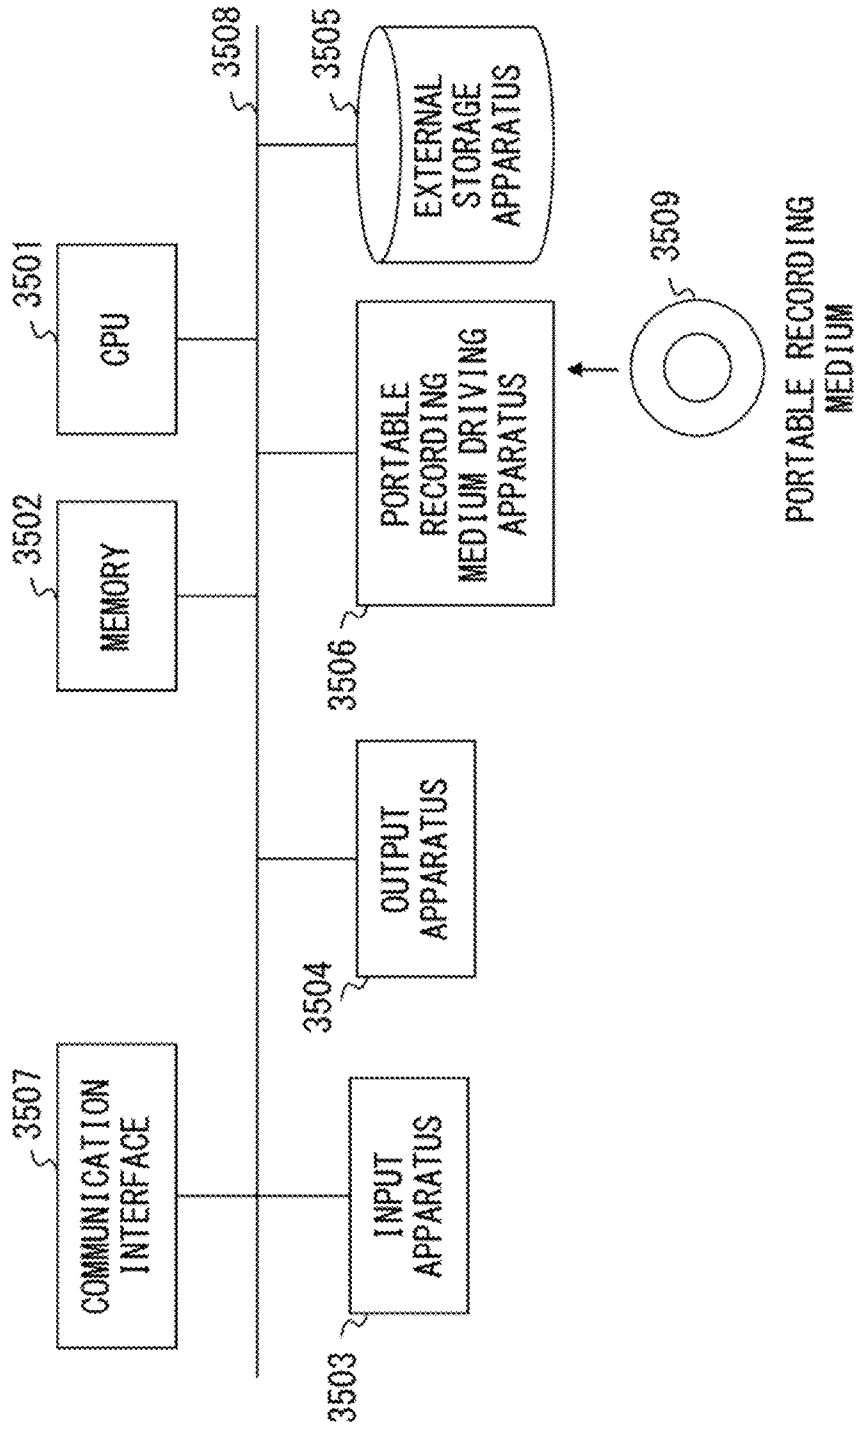 3507
COMMUNICATION
INTERFACE
3502
MEMORY
3501
CPU
3508
3503
INPUT
APPARATUS
3504
OUTPUT
APPARATUS
3506
PORTABLE
RECORDING
MEDIUM DRIVING
APPARATUS
3505
EXTERNAL
STORAGE
APPARATUS
3509
PORTABLE RECORDING
MEDIUM